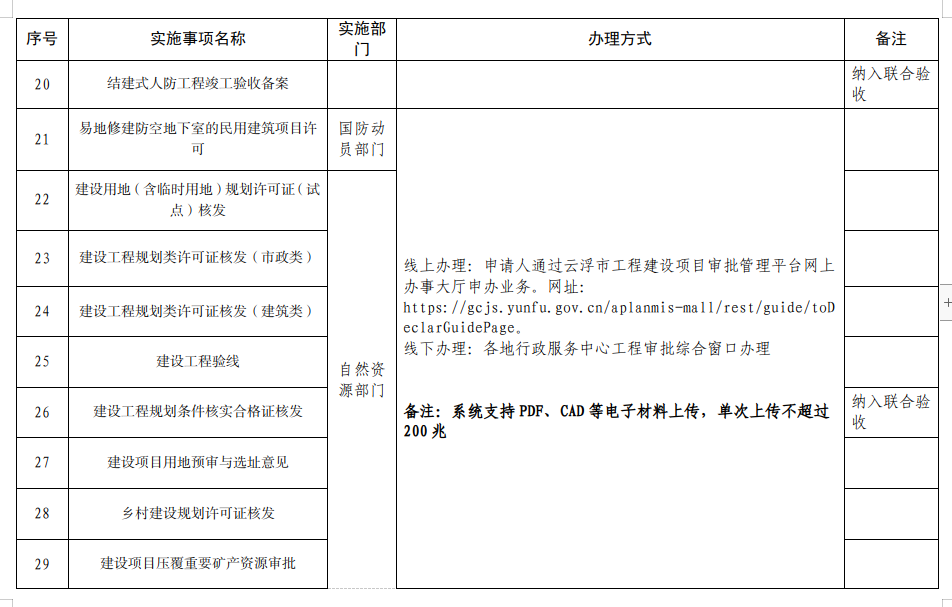 序号 实施事项名称 实施部门 办理方式 备注
20 结建式人防工程竣工验收备案 纳入联合验收
21 易地修建防空地下室的民用建筑项目许可 国防动员部门
22 建设用地（含临时用地）规划许可证（试点）核发
23 建设工程规划类许可证核发（市政类）
24 建设工程规划类许可证核发（建筑类）
25 建设工程验线
26 建设工程规划条件核实合格证核发 纳入联合验收
27 建设项目用地预审与选址意见
28 乡村建设规划许可证核发
29 建设项目压覆重要矿产资源审批
自然资源部门
线上办理：申请人通过云浮市工程建设项目审批管理平台网上
办事大厅申办业务。网址：
https://gcjs.yunfu.gov.cn/aplanmis-mall/rest/guide/toD
eclarGuidePage。
线下办理：各地行政服务中心工程审批综合窗口办理
备注：系统支持 PDF、CAD 等电子材料上传，单次上传不超过
200 兆